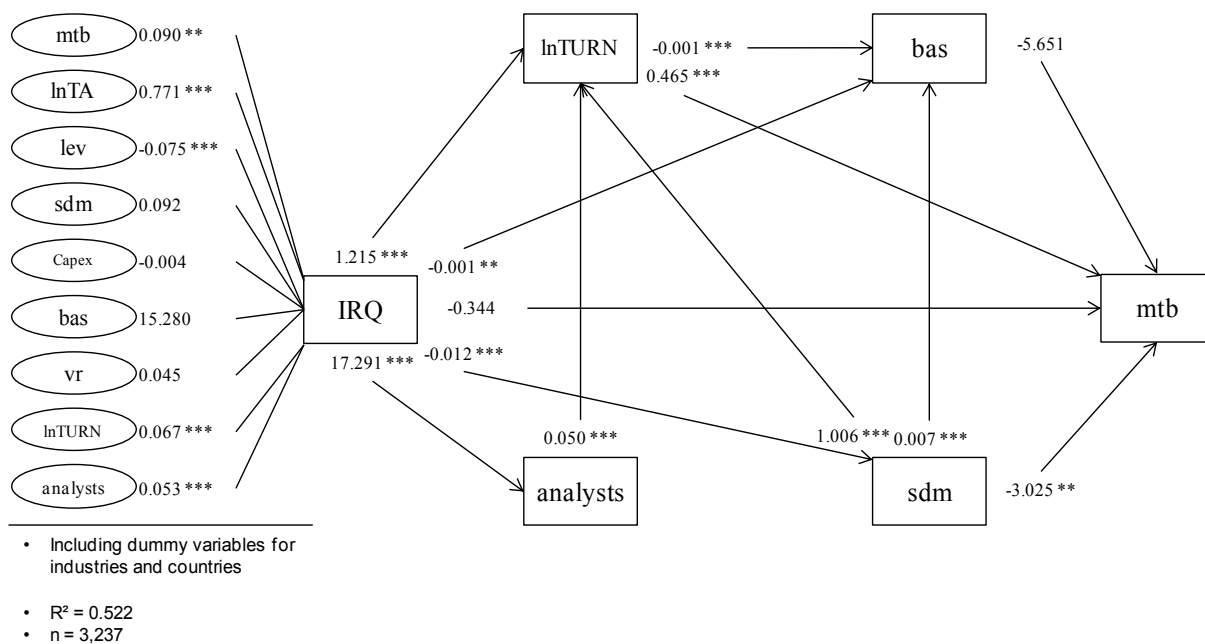 mtb 0.090 **
lnTA 0.771 ***
lev -0.075 ***
sdm 0.092
Capex -0.004
bas 15.280
vr 0.045
lnTURN 0.067 ***
analysts 0.053 ***
IRQ
1.215 ***
-0.001 **
-0.344
17.291 ***
-0.012 ***
lnTURN
-0.001 ***
0.465 ***
bas
-5.651
mtb
0.050 ***
analysts
1.006 ***
0.007 ***
sdm
-3.025 **
• Including dummy variables for
industries and countries
• R² = 0.522
• n = 3,237